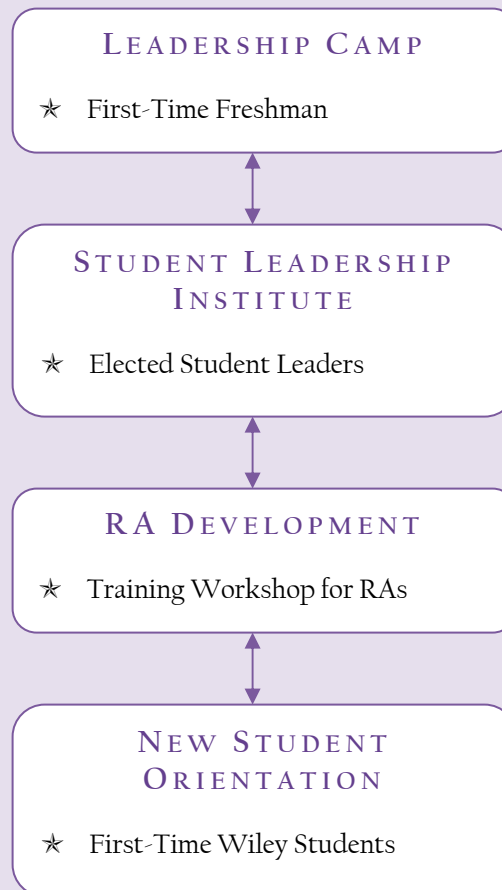 LEADERSHIP CAMP
✯ First-Time Freshman
STUDENT LEADERSHIP
INSTITUTE
✯ Elected Student Leaders
RA DEVELOPMENT
✯ Training Workshop for RAs
NEW STUDENT
ORIENTATION
✯ First-Time Wiley Students